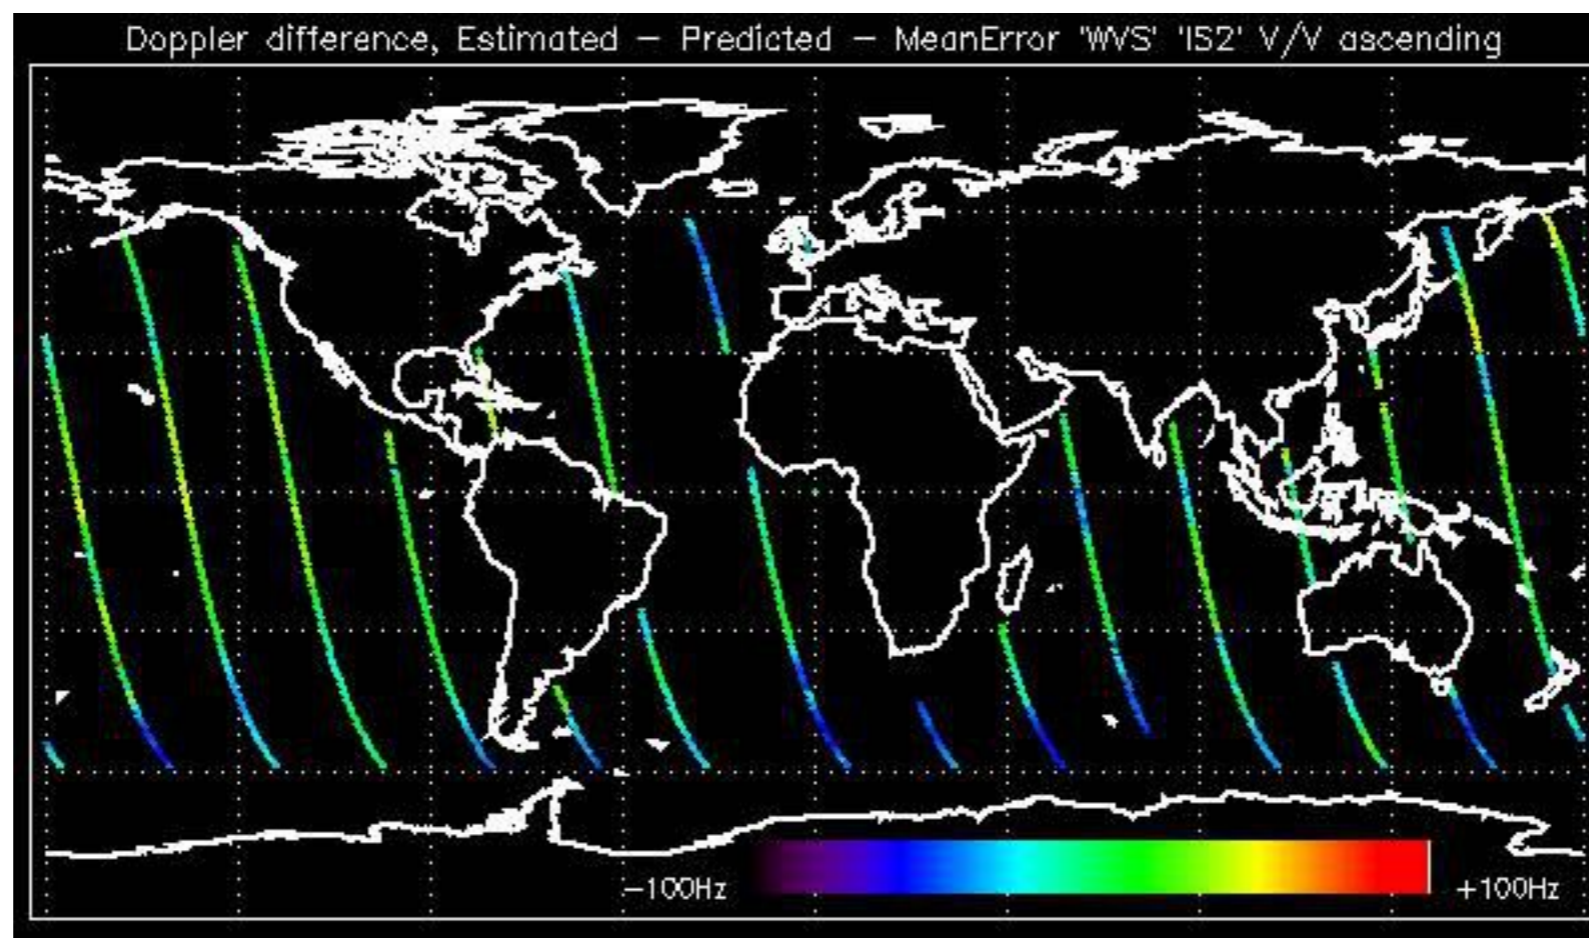 Doppler difference, Estimated — Predicted — MeanError 'WVS' 'IS2' V/V ascending
—100Hz
+100Hz